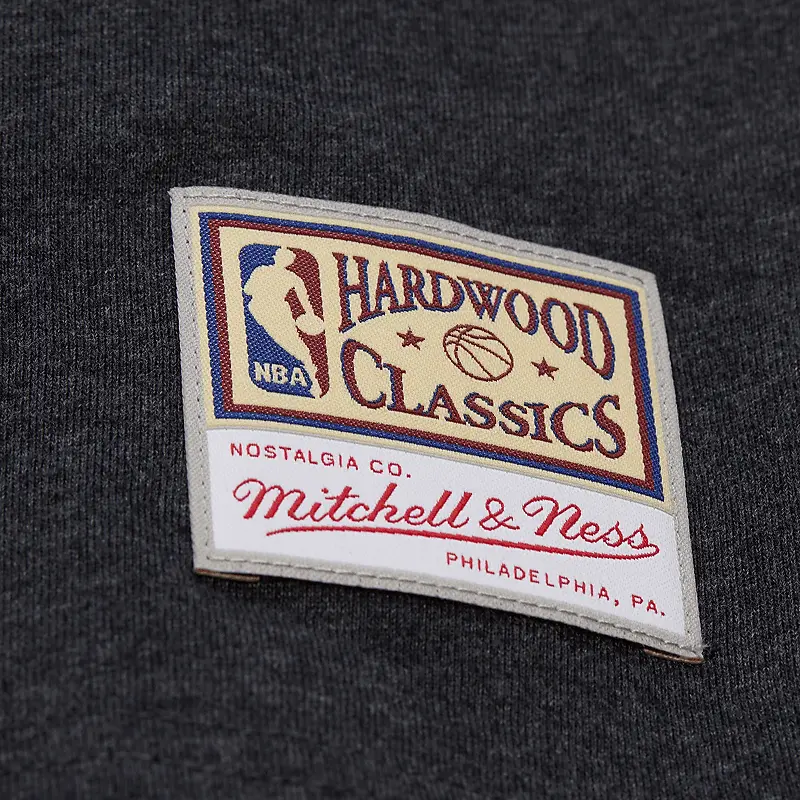 NBA
HARDWOOD
CLASSICS
NOSTALGIA CO.
Mitchell & Ness
PHILADELPHIA, PA.